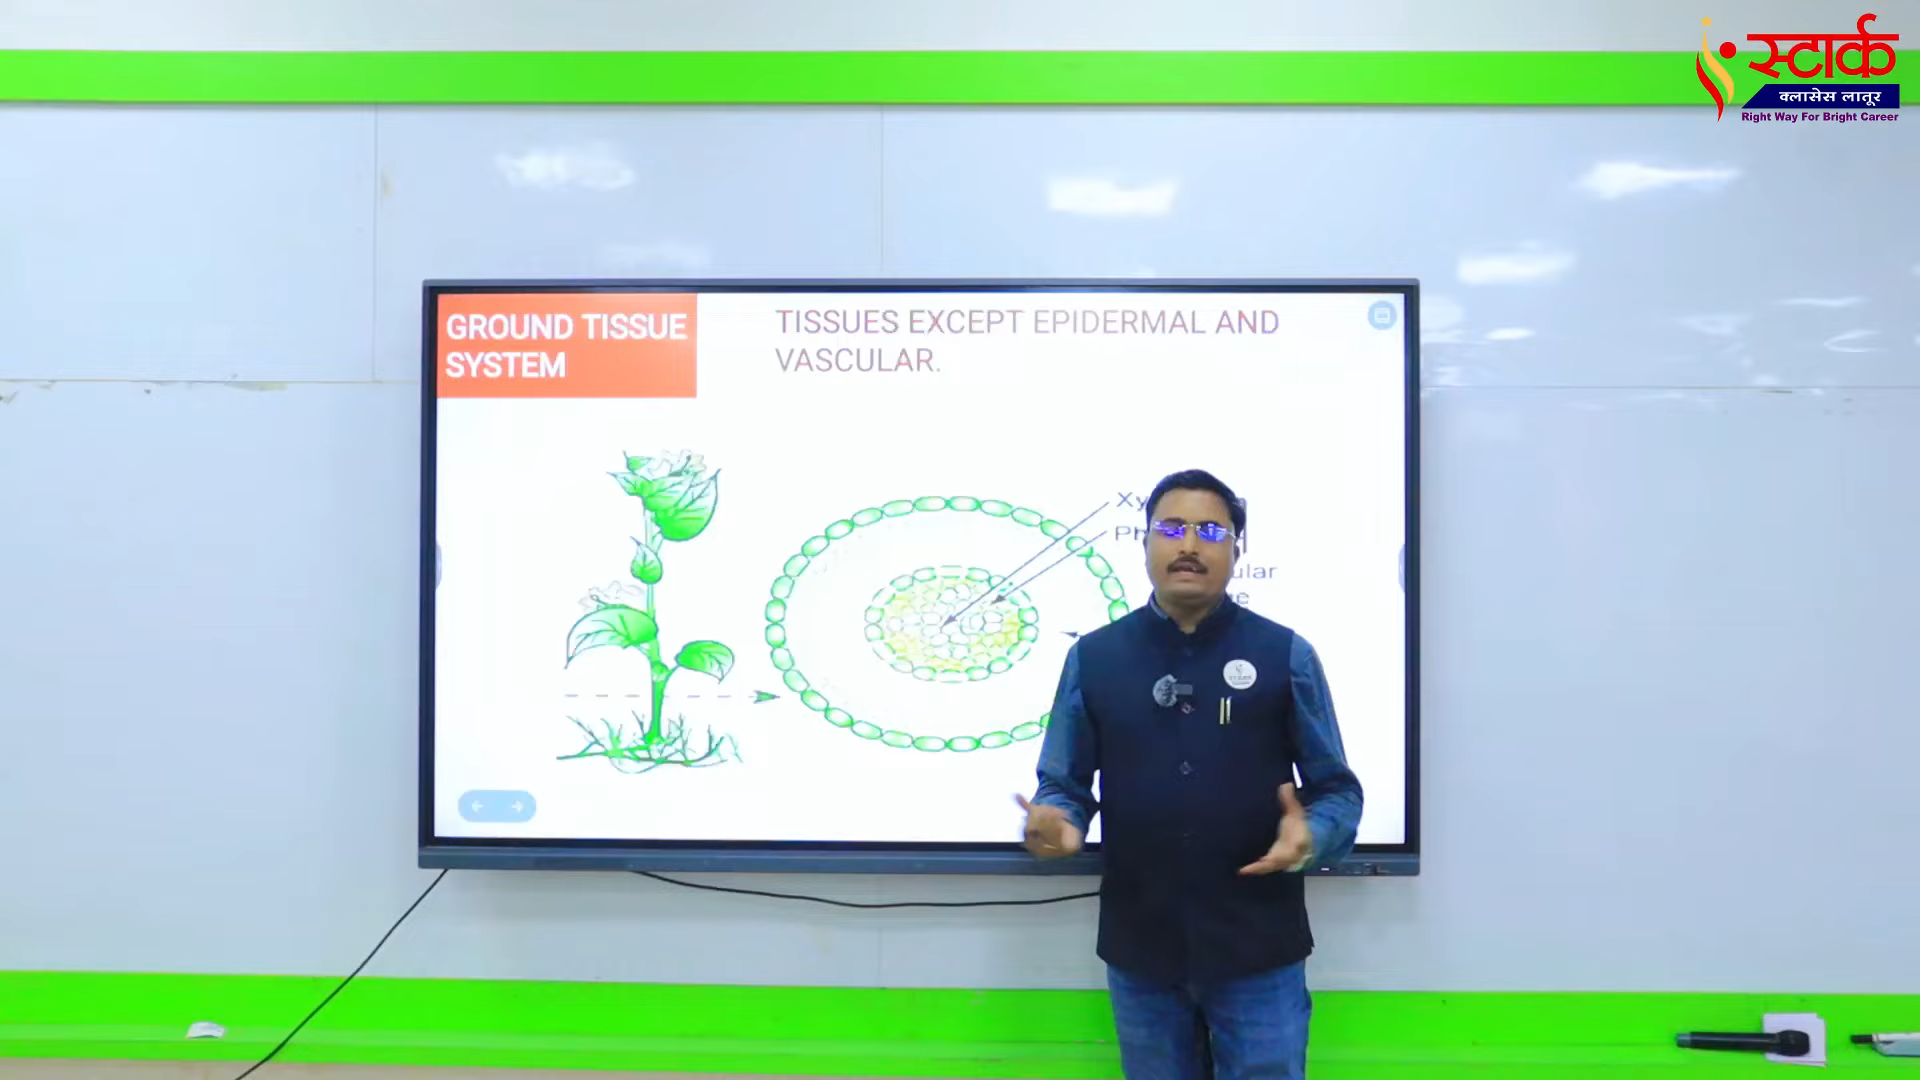 स्टार्क
क्लासेस लातूर
Right Way For Bright Career
GROUND TISSUE
SYSTEM
TISSUES EXCEPT EPIDERMAL AND
VASCULAR.